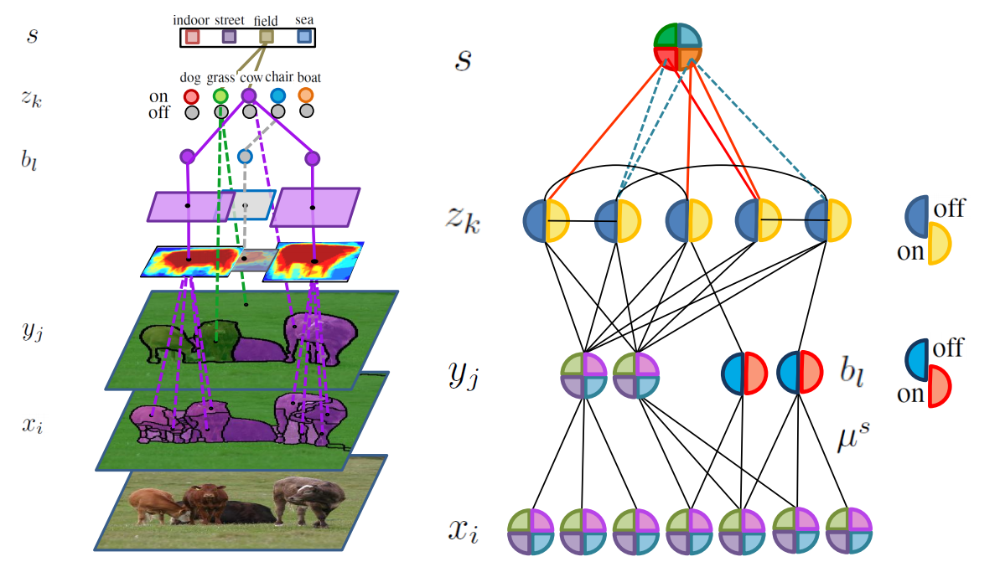 indoor street field sea
s
dog grass cow chair boat
z_k
on
off
b_l
y_j
x_i
s
z_k
off
on
y_j
b_l
off
on
μ^s
x_i